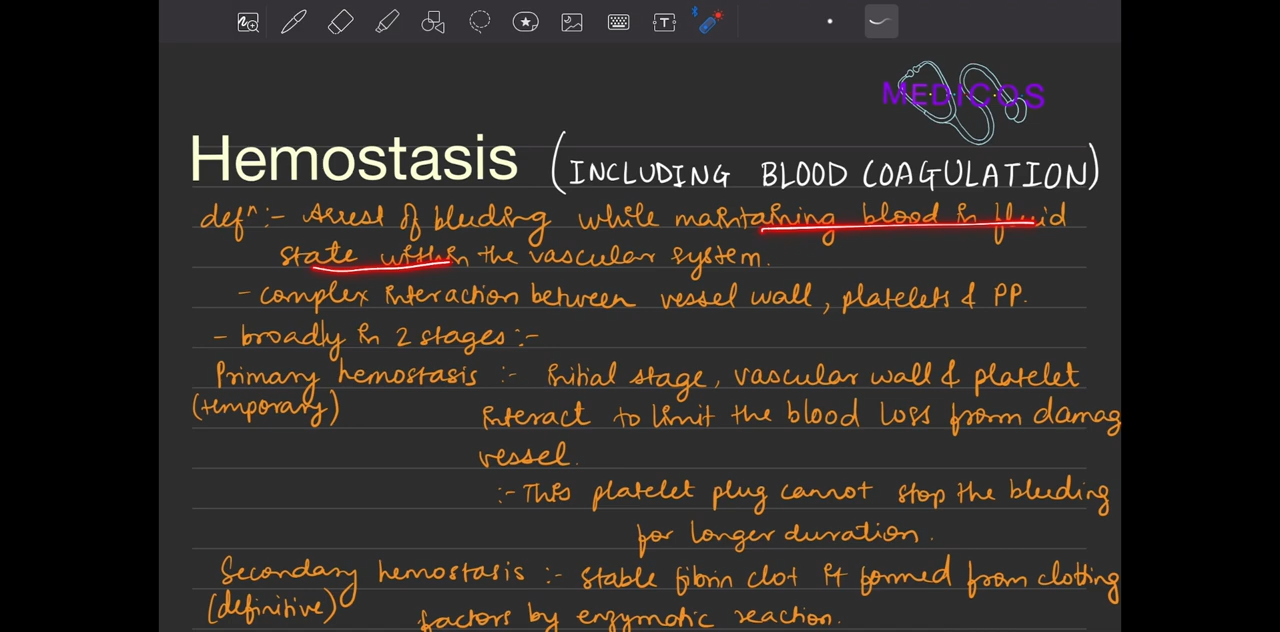 MEDICOS
Hemostasis (INCLUDING BLOOD COAGULATION)
defⁿ :- Arrest of bleeding while maintaining blood in fluid
state within the vascular system.
- complex interaction between vessel wall, platelets & PP.
- broadly in 2 stages :-
Primary hemostasis :- initial stage, vascular wall & platelet
(temporary) interact to limit the blood loss from damag
vessel.
:- This platelet plug cannot stop the bleeding
for longer duration.
Secondary hemostasis :- stable fibrin clot is formed from clotting
(definitive) factors by enzymatic reaction.